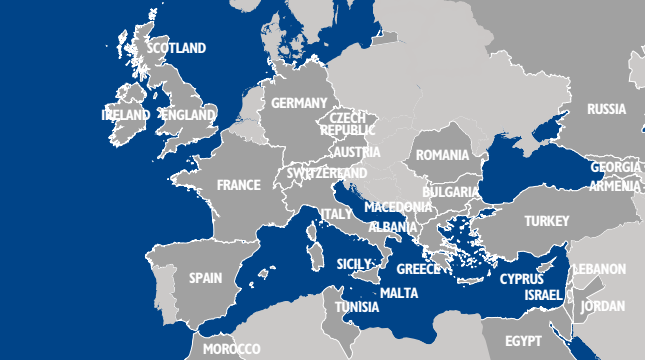 SCOTLAND
GERMANY
RUSSIA
IRELAND
ENGLAND
CZECH
REPUBLIC
AUSTRIA
ROMANIA
GEORGIA
SWITZERLAND
FRANCE
ARMENIA
BULGARIA
MACEDONIA
ITALY
TURKEY
ALBANIA
SICILY
GREECE
LEBANON
SPAIN
CYPRUS
MALTA
ISRAEL
TUNISIA
JORDAN
EGYPT
MOROCCO